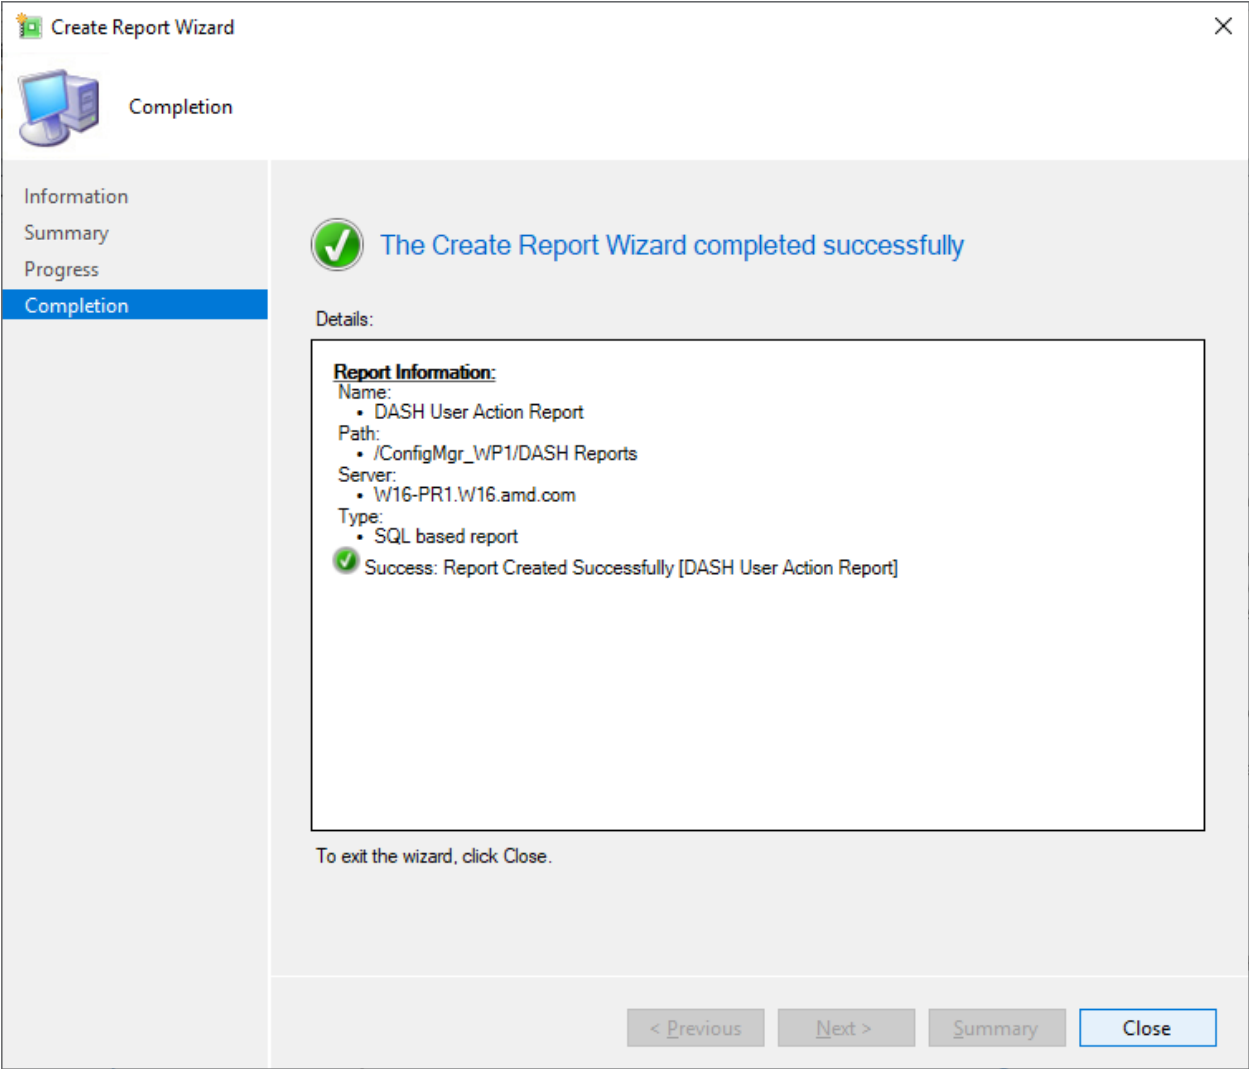 Create Report Wizard
Completion
Information
Summary
Progress
Completion
The Create Report Wizard completed successfully
Details:
Report Information:
Name:
• DASH User Action Report
Path:
• /ConfigMgr_WP1/DASH Reports
Server:
• W16-PR1.W16.amd.com
Type:
• SQL based report
Success: Report Created Successfully [DASH User Action Report]
To exit the wizard, click Close.
< Previous
Next >
Summary
Close